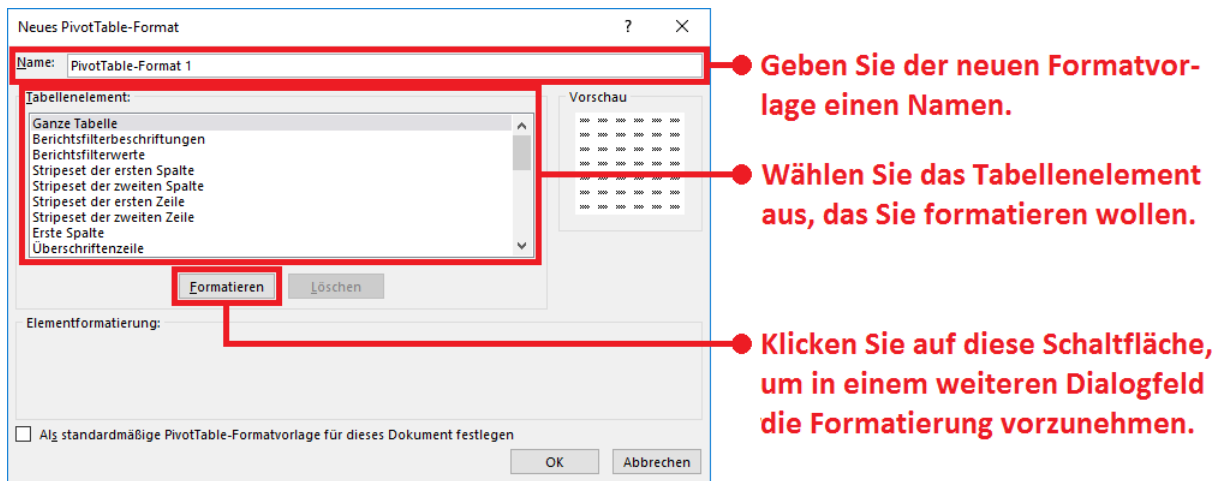 Neues PivotTable-Format
Name:
PivotTable-Format 1
Geben Sie der neuen Formatvor-
lage einen Namen.
Tabellenelement:
Vorschau
Ganze Tabelle
Berichtsfilterbeschriftungen
Berichtsfilterwerte
Stripeset der ersten Spalte
Stripeset der zweiten Spalte
Stripeset der ersten Zeile
Stripeset der zweiten Zeile
Erste Spalte
Überschriftenzeile
Wählen Sie das Tabellenelement
aus, das Sie formatieren wollen.
Formatieren
Löschen
Elementformatierung:
Klicken Sie auf diese Schaltfläche,
um in einem weiteren Dialogfeld
die Formatierung vorzunehmen.
Als standardmäßige PivotTable-Formatvorlage für dieses Dokument festlegen
OK
Abbrechen